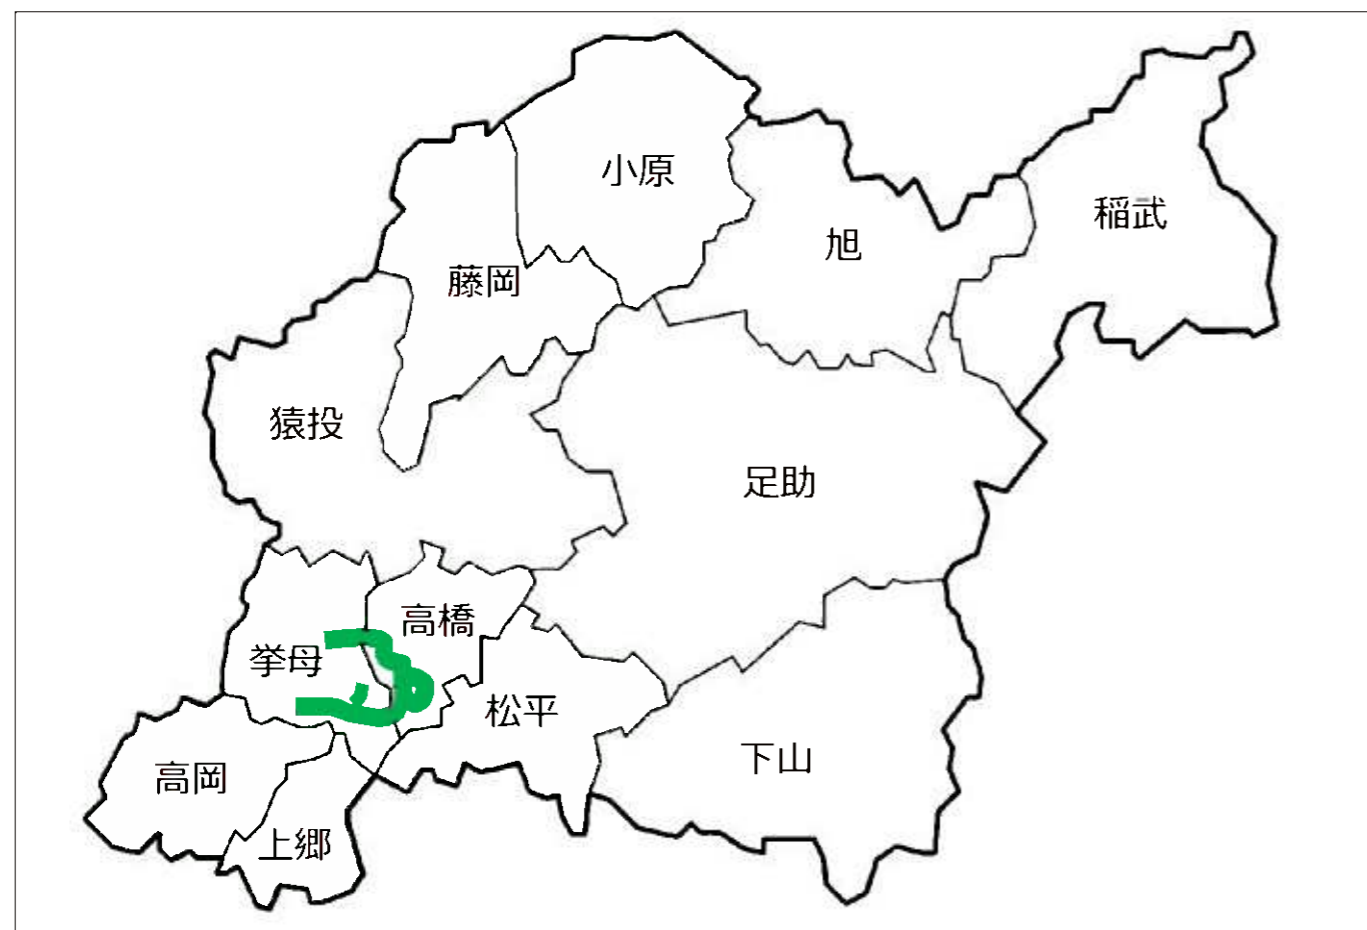 小原
稲武
旭
藤岡
猿投
足助
高橋
挙母
松平
下山
高岡
上郷